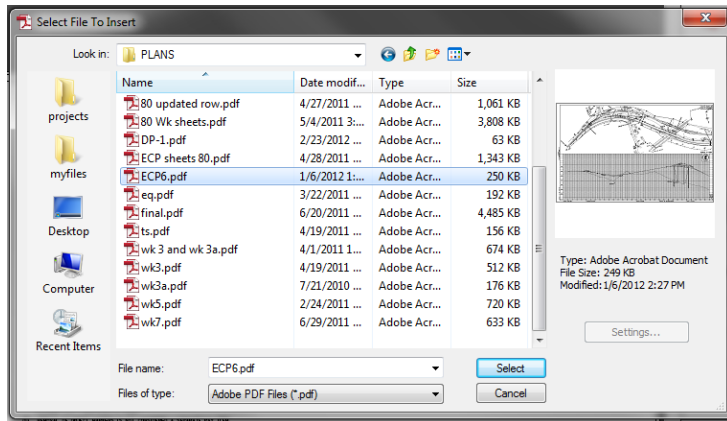 Select File To Insert
Look in: PLANS
Name Date modif... Type Size
80 updated row.pdf 4/27/2011 ... Adobe Acr... 1,061 KB
80 Wk sheets.pdf 5/4/2011 3:... Adobe Acr... 3,808 KB
DP-1.pdf 2/23/2012 ... Adobe Acr... 63 KB
ECP sheets 80.pdf 4/28/2011 ... Adobe Acr... 1,343 KB
ECP6.pdf 1/6/2012 1:... Adobe Acr... 250 KB
eq.pdf 3/22/2011 ... Adobe Acr... 192 KB
final.pdf 6/20/2011 ... Adobe Acr... 4,485 KB
ts.pdf 4/19/2011 ... Adobe Acr... 156 KB
wk 3 and wk 3a.pdf 4/1/2011 1... Adobe Acr... 674 KB
wk3.pdf 4/19/2011 ... Adobe Acr... 512 KB
wk3a.pdf 7/21/2010 ... Adobe Acr... 176 KB
wk5.pdf 2/24/2011 ... Adobe Acr... 720 KB
wk7.pdf 6/29/2011 ... Adobe Acr... 633 KB
projects
myfiles
Desktop
Computer
Recent Items
Type: Adobe Acrobat Document
File Size: 249 KB
Modified: 1/6/2012 2:27 PM
Settings...
File name: ECP6.pdf Select
Files of type: Adobe PDF Files (*.pdf) Cancel